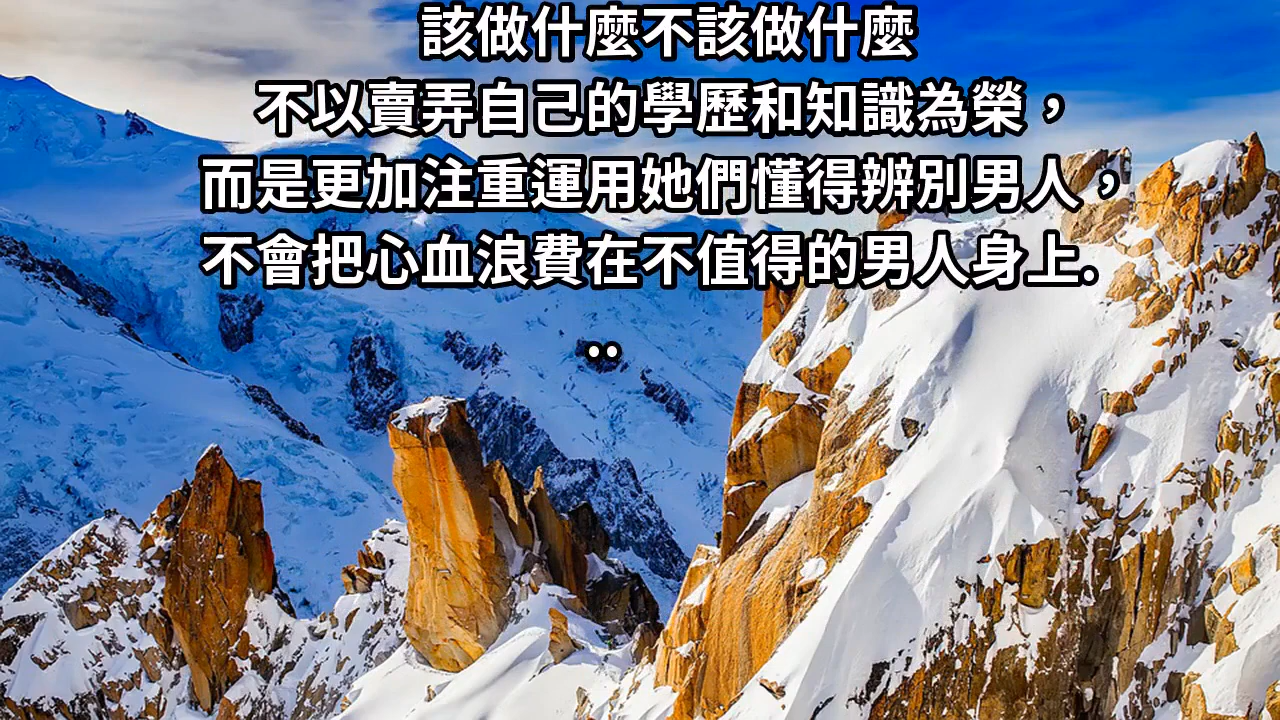 該做什麼不該做什麼
不以賣弄自己的學歷和知識為榮，
而是更加注重運用她們懂得辨別男人，
不會把心血浪費在不值得的男人身上.
..